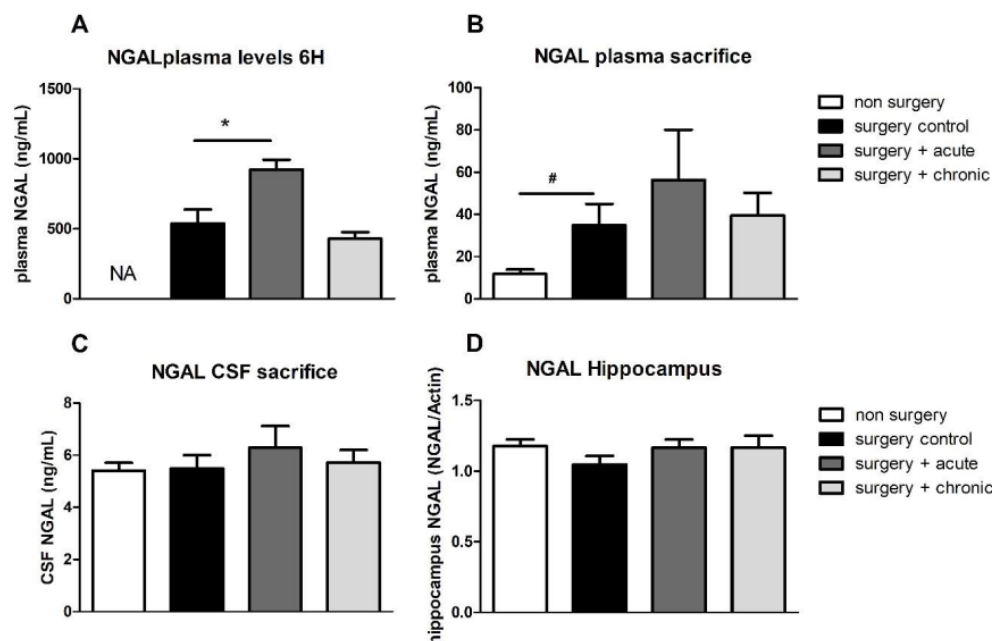 A
NGALplasma levels 6H
plasma NGAL (ng/mL)
1500
1000
500
0
NA
*
B
NGAL plasma sacrifice
plasma NGAL (ng/mL)
100
80
60
40
20
0
#
non surgery
surgery control
surgery + acute
surgery + chronic
C
NGAL CSF sacrifice
CSF NGAL (ng/mL)
8
6
4
2
0
D
NGAL Hippocampus
hippocampus NGAL (NGAL/Actin)
1.5
1.0
0.5
0.0
non surgery
surgery control
surgery + acute
surgery + chronic